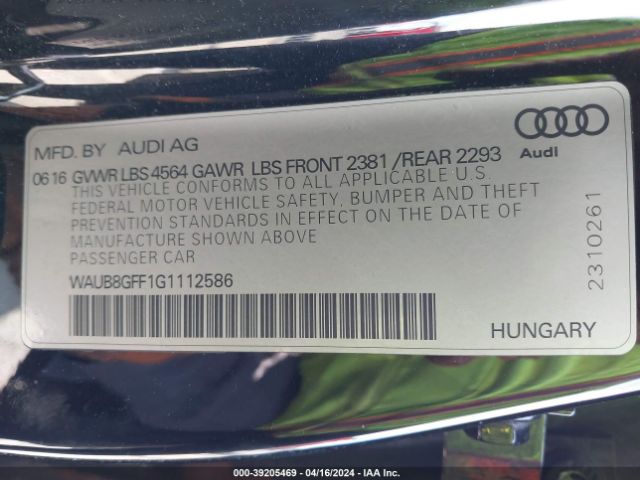 MFD. BY AUDI AG
Audi
0616 GVWR LBS 4564 GAWR LBS FRONT 2381 /REAR 2293
THIS VEHICLE CONFORMS TO ALL APPLICABLE U.S.
FEDERAL MOTOR VEHICLE SAFETY, BUMPER AND THEFT
PREVENTION STANDARDS IN EFFECT ON THE DATE OF
MANUFACTURE SHOWN ABOVE
PASSENGER CAR
WAUB8GFF1G1112586
2310261
HUNGARY
000-39205469 - 04/16/2024 - IAA Inc.